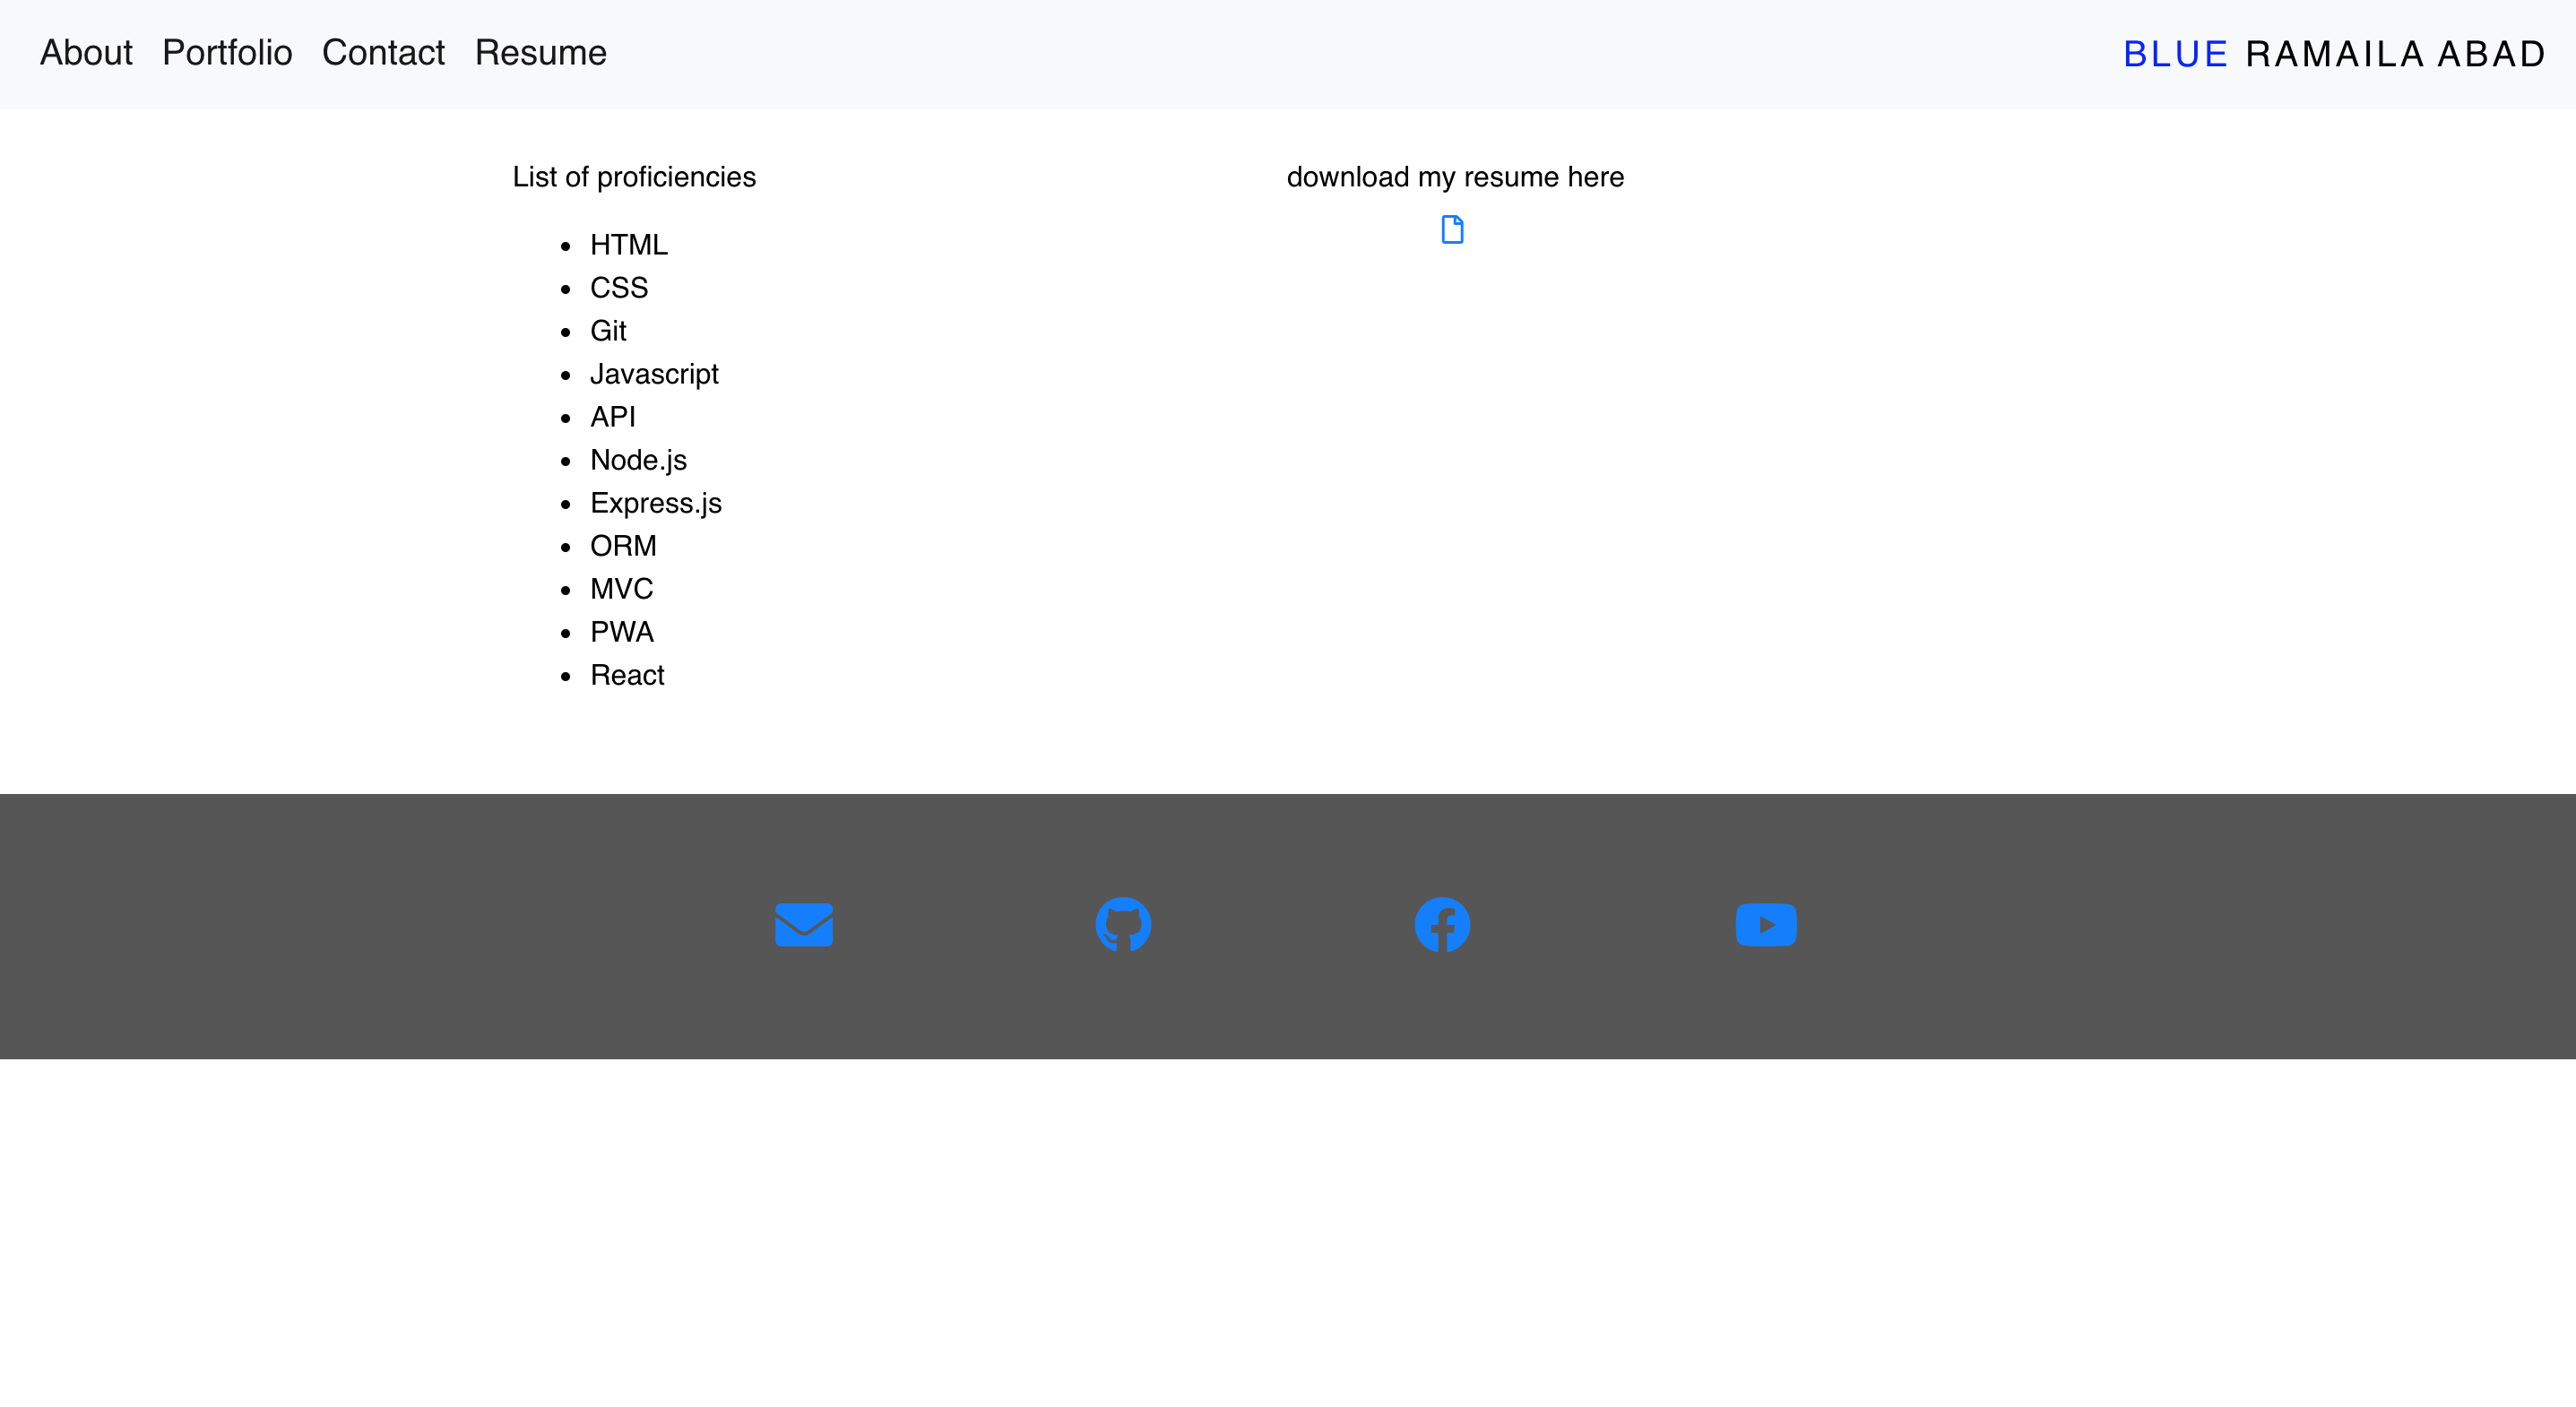 About Portfolio Contact Resume
BLUE RAMAILA ABAD
List of proficiencies
HTML
CSS
Git
Javascript
API
Node.js
Express.js
ORM
MVC
PWA
React
download my resume here